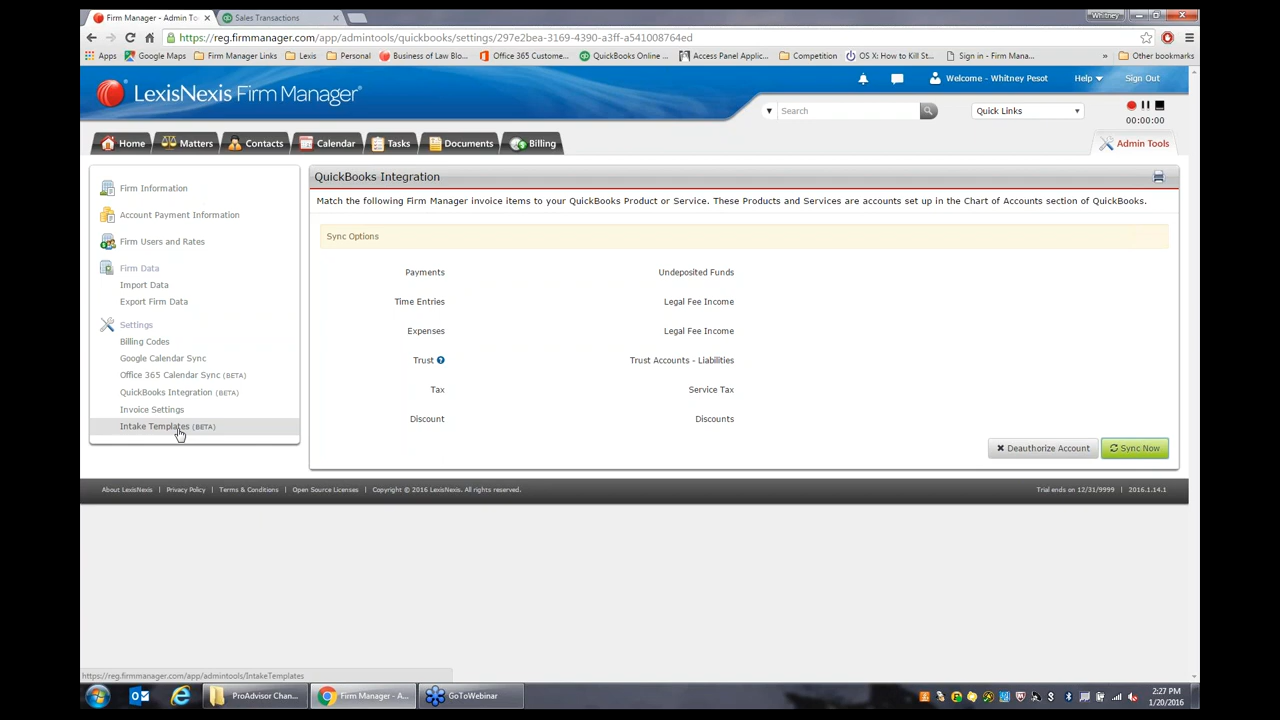 Firm Manager - Admin To
Sales Transactions
Whitney
https://reg.firmmanager.com/app/admintools/quickbooks/settings/297e2bea-3169-4390-a3ff-a541008764ed
Apps
Google Maps
Firm Manager Links
Lexis
Personal
Business of Law Blo...
Office 365 Custome...
QuickBooks Online ...
Access Panel Applic...
Competition
OS X: How to Kill St...
Sign in - Firm Mana...
»
Other bookmarks
LexisNexis Firm Manager®
Welcome - Whitney Pesot
Help
Sign Out
Search
Quick Links
00:00:00
Home
Matters
Contacts
Calendar
Tasks
Documents
Billing
Admin Tools
Firm Information
Account Payment Information
Firm Users and Rates
Firm Data
Import Data
Export Firm Data
Settings
Billing Codes
Google Calendar Sync
Office 365 Calendar Sync (BETA)
QuickBooks Integration (BETA)
Invoice Settings
Intake Templates (BETA)
QuickBooks Integration
Match the following Firm Manager invoice items to your QuickBooks Product or Service. These Products and Services are accounts set up in the Chart of Accounts section of QuickBooks.
Sync Options
Payments Undeposited Funds
Time Entries Legal Fee Income
Expenses Legal Fee Income
Trust ? Trust Accounts - Liabilities
Tax Service Tax
Discount Discounts
Deauthorize Account
Sync Now
About LexisNexis | Privacy Policy | Terms & Conditions | Open Source Licenses | Copyright © 2016 LexisNexis. All rights reserved.
Trial ends on 12/31/9999 | 2016.1.14.1
https://reg.firmmanager.com/app/admintools/IntakeTemplates
ProAdvisor Chan...
Firm Manager - A...
GoToWebinar
2:27 PM
1/20/2016